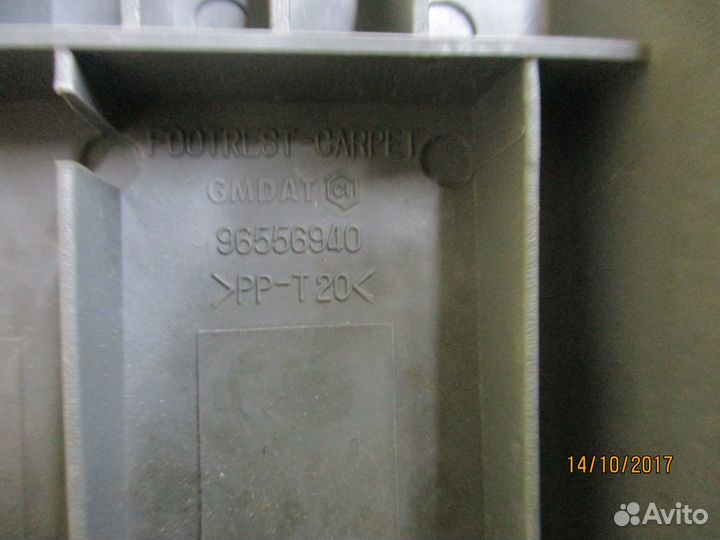 FOOTREST-CARPET
GMDAT
96556940
>PP-T20<
14/10/2017
Avito